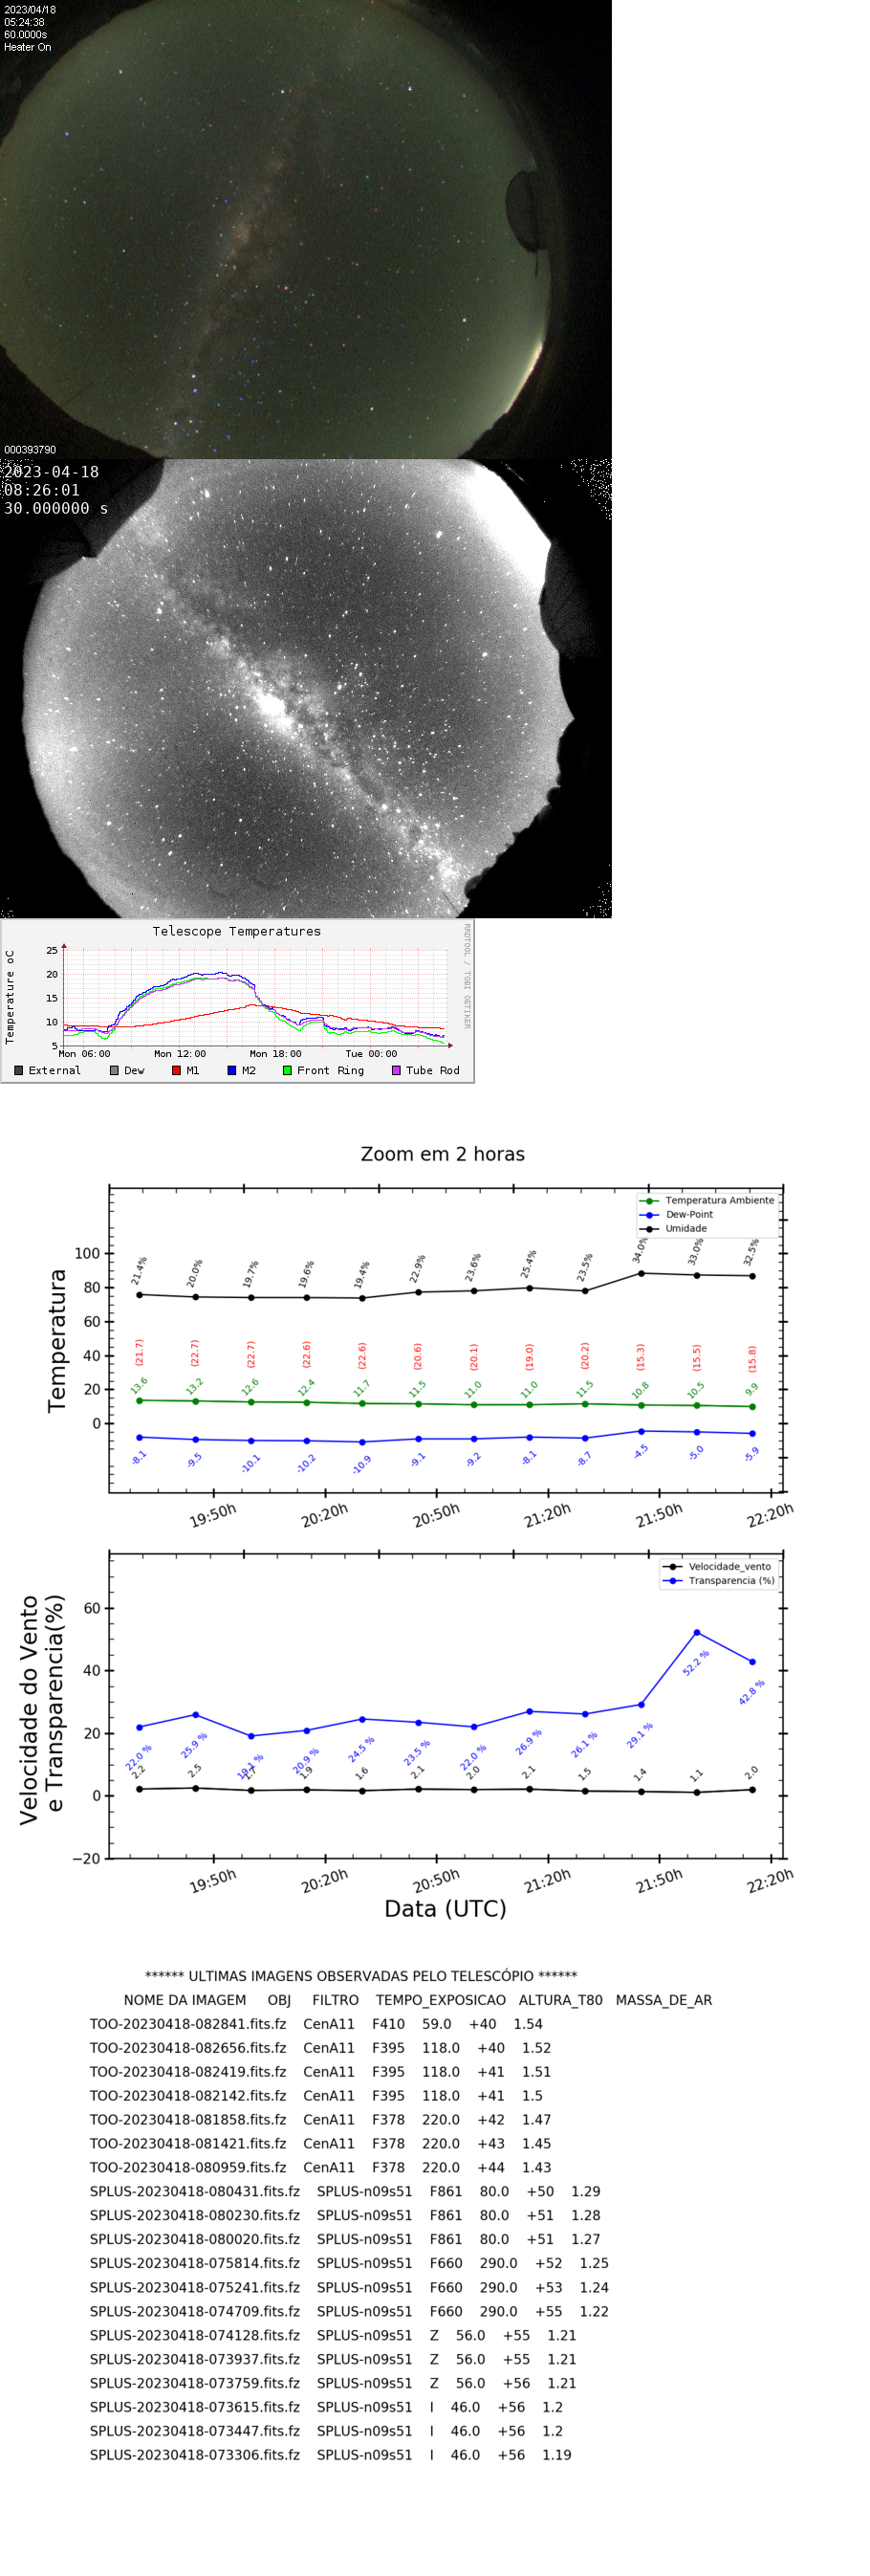 2023/04/18
05:24:38
60.0000s
Heater On
000393790
2023-04-18
08:26:01
30.000000 s
Telescope Temperatures
RRDTOOL / TOBI OETIKER
Temperature oC
25
20
15
10
5
Mon 06:00 Mon 12:00 Mon 18:00 Tue 00:00
External Dew M1 M2 Front Ring Tube Rod
Zoom em 2 horas
Temperatura Ambiente
Dew-Point
Umidade
Temperatura
100
80
60
40
20
0
21.4% 20.0% 19.7% 19.6% 19.4% 22.9% 23.6% 25.4% 23.5% 34.0% 33.0% 32.5%
(21.7) (22.7) (22.7) (22.6) (22.6) (20.6) (20.1) (19.0) (20.2) (15.3) (15.5) (15.8)
13.6 13.2 12.6 12.4 11.7 11.5 11.0 11.0 11.5 10.8 10.5 9.9
-8.1 -9.5 -10.1 -10.2 -10.9 -9.1 -9.2 -8.1 -8.7 -4.5 -5.0 -5.9
19:50h 20:20h 20:50h 21:20h 21:50h 22:20h
Velocidade_vento
Transparencia (%)
Velocidade do Vento
e Transparencia(%)
60
40
20
0
−20
22.0 % 25.9 % 19.1 % 20.9 % 24.5 % 23.5 % 22.0 % 26.9 % 26.1 % 29.1 % 52.2 % 42.8 %
2.2 2.5 1.7 1.9 1.6 2.1 2.0 2.1 1.5 1.4 1.1 2.0
19:50h 20:20h 20:50h 21:20h 21:50h 22:20h
Data (UTC)
****** ULTIMAS IMAGENS OBSERVADAS PELO TELESCÓPIO ******
NOME DA IMAGEM OBJ FILTRO TEMPO_EXPOSICAO ALTURA_T80 MASSA_DE_AR
TOO-20230418-082841.fits.fz CenA11 F410 59.0 +40 1.54
TOO-20230418-082656.fits.fz CenA11 F395 118.0 +40 1.52
TOO-20230418-082419.fits.fz CenA11 F395 118.0 +41 1.51
TOO-20230418-082142.fits.fz CenA11 F395 118.0 +41 1.5
TOO-20230418-081858.fits.fz CenA11 F378 220.0 +42 1.47
TOO-20230418-081421.fits.fz CenA11 F378 220.0 +43 1.45
TOO-20230418-080959.fits.fz CenA11 F378 220.0 +44 1.43
SPLUS-20230418-080431.fits.fz SPLUS-n09s51 F861 80.0 +50 1.29
SPLUS-20230418-080230.fits.fz SPLUS-n09s51 F861 80.0 +51 1.28
SPLUS-20230418-080020.fits.fz SPLUS-n09s51 F861 80.0 +51 1.27
SPLUS-20230418-075814.fits.fz SPLUS-n09s51 F660 290.0 +52 1.25
SPLUS-20230418-075241.fits.fz SPLUS-n09s51 F660 290.0 +53 1.24
SPLUS-20230418-074709.fits.fz SPLUS-n09s51 F660 290.0 +55 1.22
SPLUS-20230418-074128.fits.fz SPLUS-n09s51 Z 56.0 +55 1.21
SPLUS-20230418-073937.fits.fz SPLUS-n09s51 Z 56.0 +55 1.21
SPLUS-20230418-073759.fits.fz SPLUS-n09s51 Z 56.0 +56 1.21
SPLUS-20230418-073615.fits.fz SPLUS-n09s51 I 46.0 +56 1.2
SPLUS-20230418-073447.fits.fz SPLUS-n09s51 I 46.0 +56 1.2
SPLUS-20230418-073306.fits.fz SPLUS-n09s51 I 46.0 +56 1.19